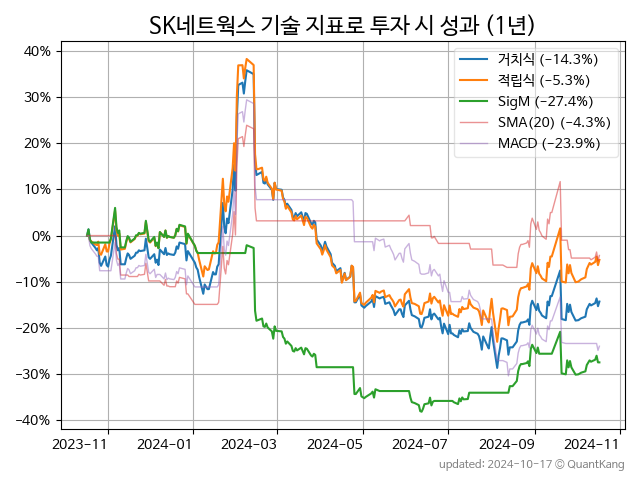 SK네트웍스 기술 지표로 투자 시 성과 (1년)
거치식 (−14.3%)
적립식 (−5.3%)
SigM (−27.4%)
SMA(20) (−4.3%)
MACD (−23.9%)
40%
30%
20%
10%
0%
−10%
−20%
−30%
−40%
2023-11 2024-01 2024-03 2024-05 2024-07 2024-09 2024-11
updated: 2024-10-17 © QuantKang